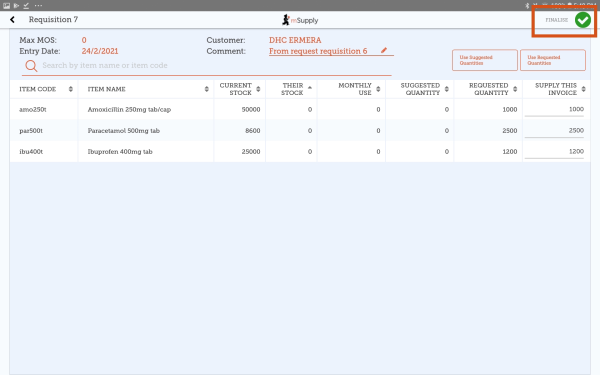 Requisition 7
mSupply
FINALISE
Max MOS: 0
Customer: DHC ERMERA
Entry Date: 24/2/2021
Comment: From request requisition 6
Use Suggested
Quantities
Use Requested
Quantities
Search by item name or item code
ITEM CODE ITEM NAME CURRENT STOCK THEIR STOCK MONTHLY USE SUGGESTED QUANTITY REQUESTED QUANTITY SUPPLY THIS INVOICE
amo250t Amoxicillin 250mg tab/cap 50000 0 0 0 1000 1000
par500t Paracetamol 500mg tab 8600 0 0 0 2500 2500
ibu400t Ibuprofen 400mg tab 25000 0 0 0 1200 1200